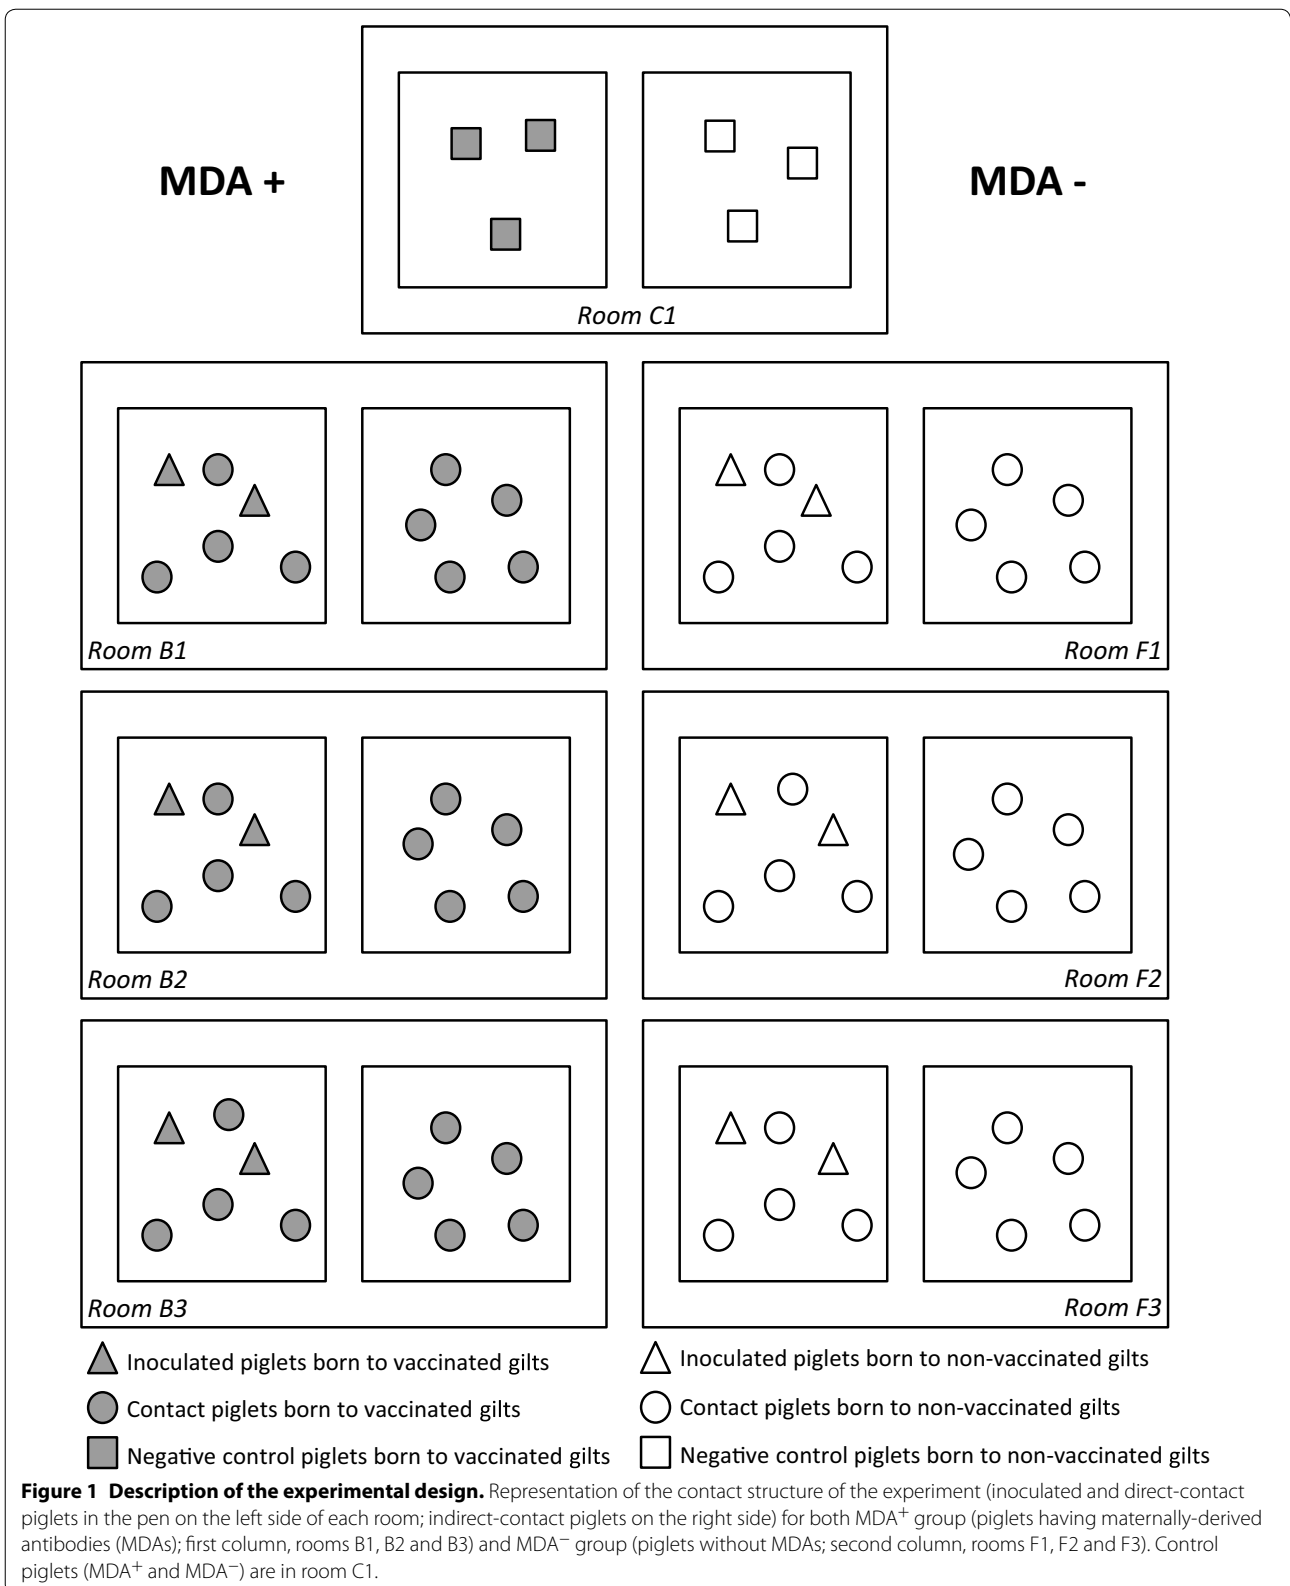 MDA +
MDA -
Room C1
Room B1
Room F1
Room B2
Room F2
Room B3
Room F3
Inoculated piglets born to vaccinated gilts
Inoculated piglets born to non-vaccinated gilts
Contact piglets born to vaccinated gilts
Contact piglets born to non-vaccinated gilts
Negative control piglets born to vaccinated gilts
Negative control piglets born to non-vaccinated gilts
Figure 1 Description of the experimental design. Representation of the contact structure of the experiment (inoculated and direct-contact
piglets in the pen on the left side of each room; indirect-contact piglets on the right side) for both MDA⁺ group (piglets having maternally-derived
antibodies (MDAs); first column, rooms B1, B2 and B3) and MDA⁻ group (piglets without MDAs; second column, rooms F1, F2 and F3). Control
piglets (MDA⁺ and MDA⁻) are in room C1.